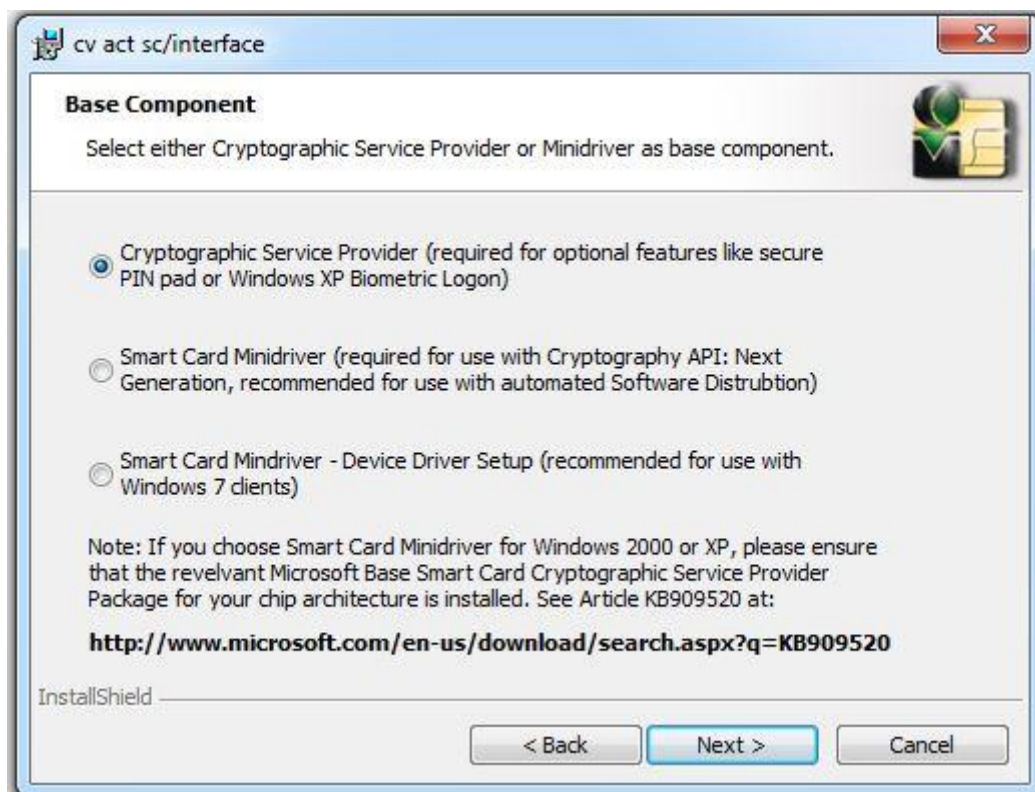 cv act sc/interface
Base Component
Select either Cryptographic Service Provider or Minidriver as base component.
Cryptographic Service Provider (required for optional features like secure
PIN pad or Windows XP Biometric Logon)
Smart Card Minidriver (required for use with Cryptography API: Next
Generation, recommended for use with automated Software Distrubtion)
Smart Card Mindriver - Device Driver Setup (recommended for use with
Windows 7 clients)
Note: If you choose Smart Card Minidriver for Windows 2000 or XP, please ensure
that the revelvant Microsoft Base Smart Card Cryptographic Service Provider
Package for your chip architecture is installed. See Article KB909520 at:
http://www.microsoft.com/en-us/download/search.aspx?q=KB909520
InstallShield
< Back
Next >
Cancel